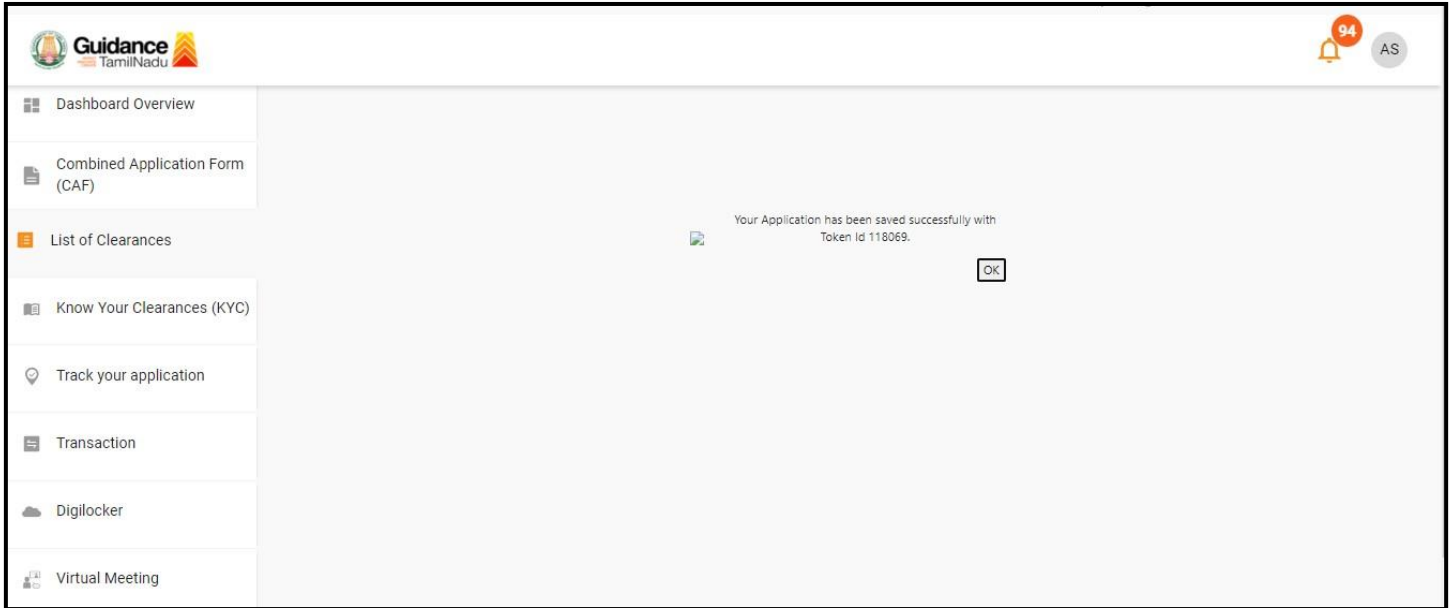 Guidance
TamilNadu
94
AS
Dashboard Overview
Combined Application Form
(CAF)
List of Clearances
Know Your Clearances (KYC)
Track your application
Transaction
Digilocker
Virtual Meeting
Your Application has been saved successfully with
Token Id 118069.
OK